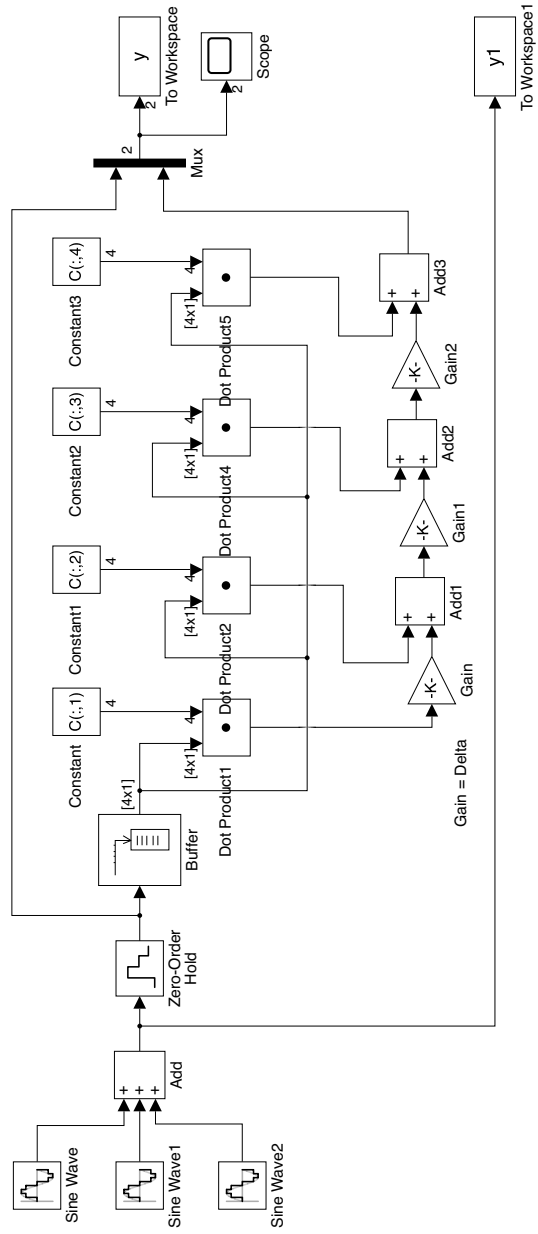 Sine Wave
Sine Wave1
Sine Wave2
+
+
+
Add
Zero-Order
Hold
Buffer
[4x1]
Constant
C(:,1)
4
Constant1
C(:,2)
4
Constant2
C(:,3)
4
Constant3
C(:,4)
4
[4x1]
4
Dot Product1
[4x1]
4
Dot Product2
[4x1]
4
Dot Product4
[4x1]
4
Dot Product5
Gain = Delta
-K-
Gain
+
+
Add1
-K-
Gain1
+
+
Add2
-K-
Gain2
+
+
Add3
Mux
2
2
y
To Workspace
2
Scope
y1
To Workspace1